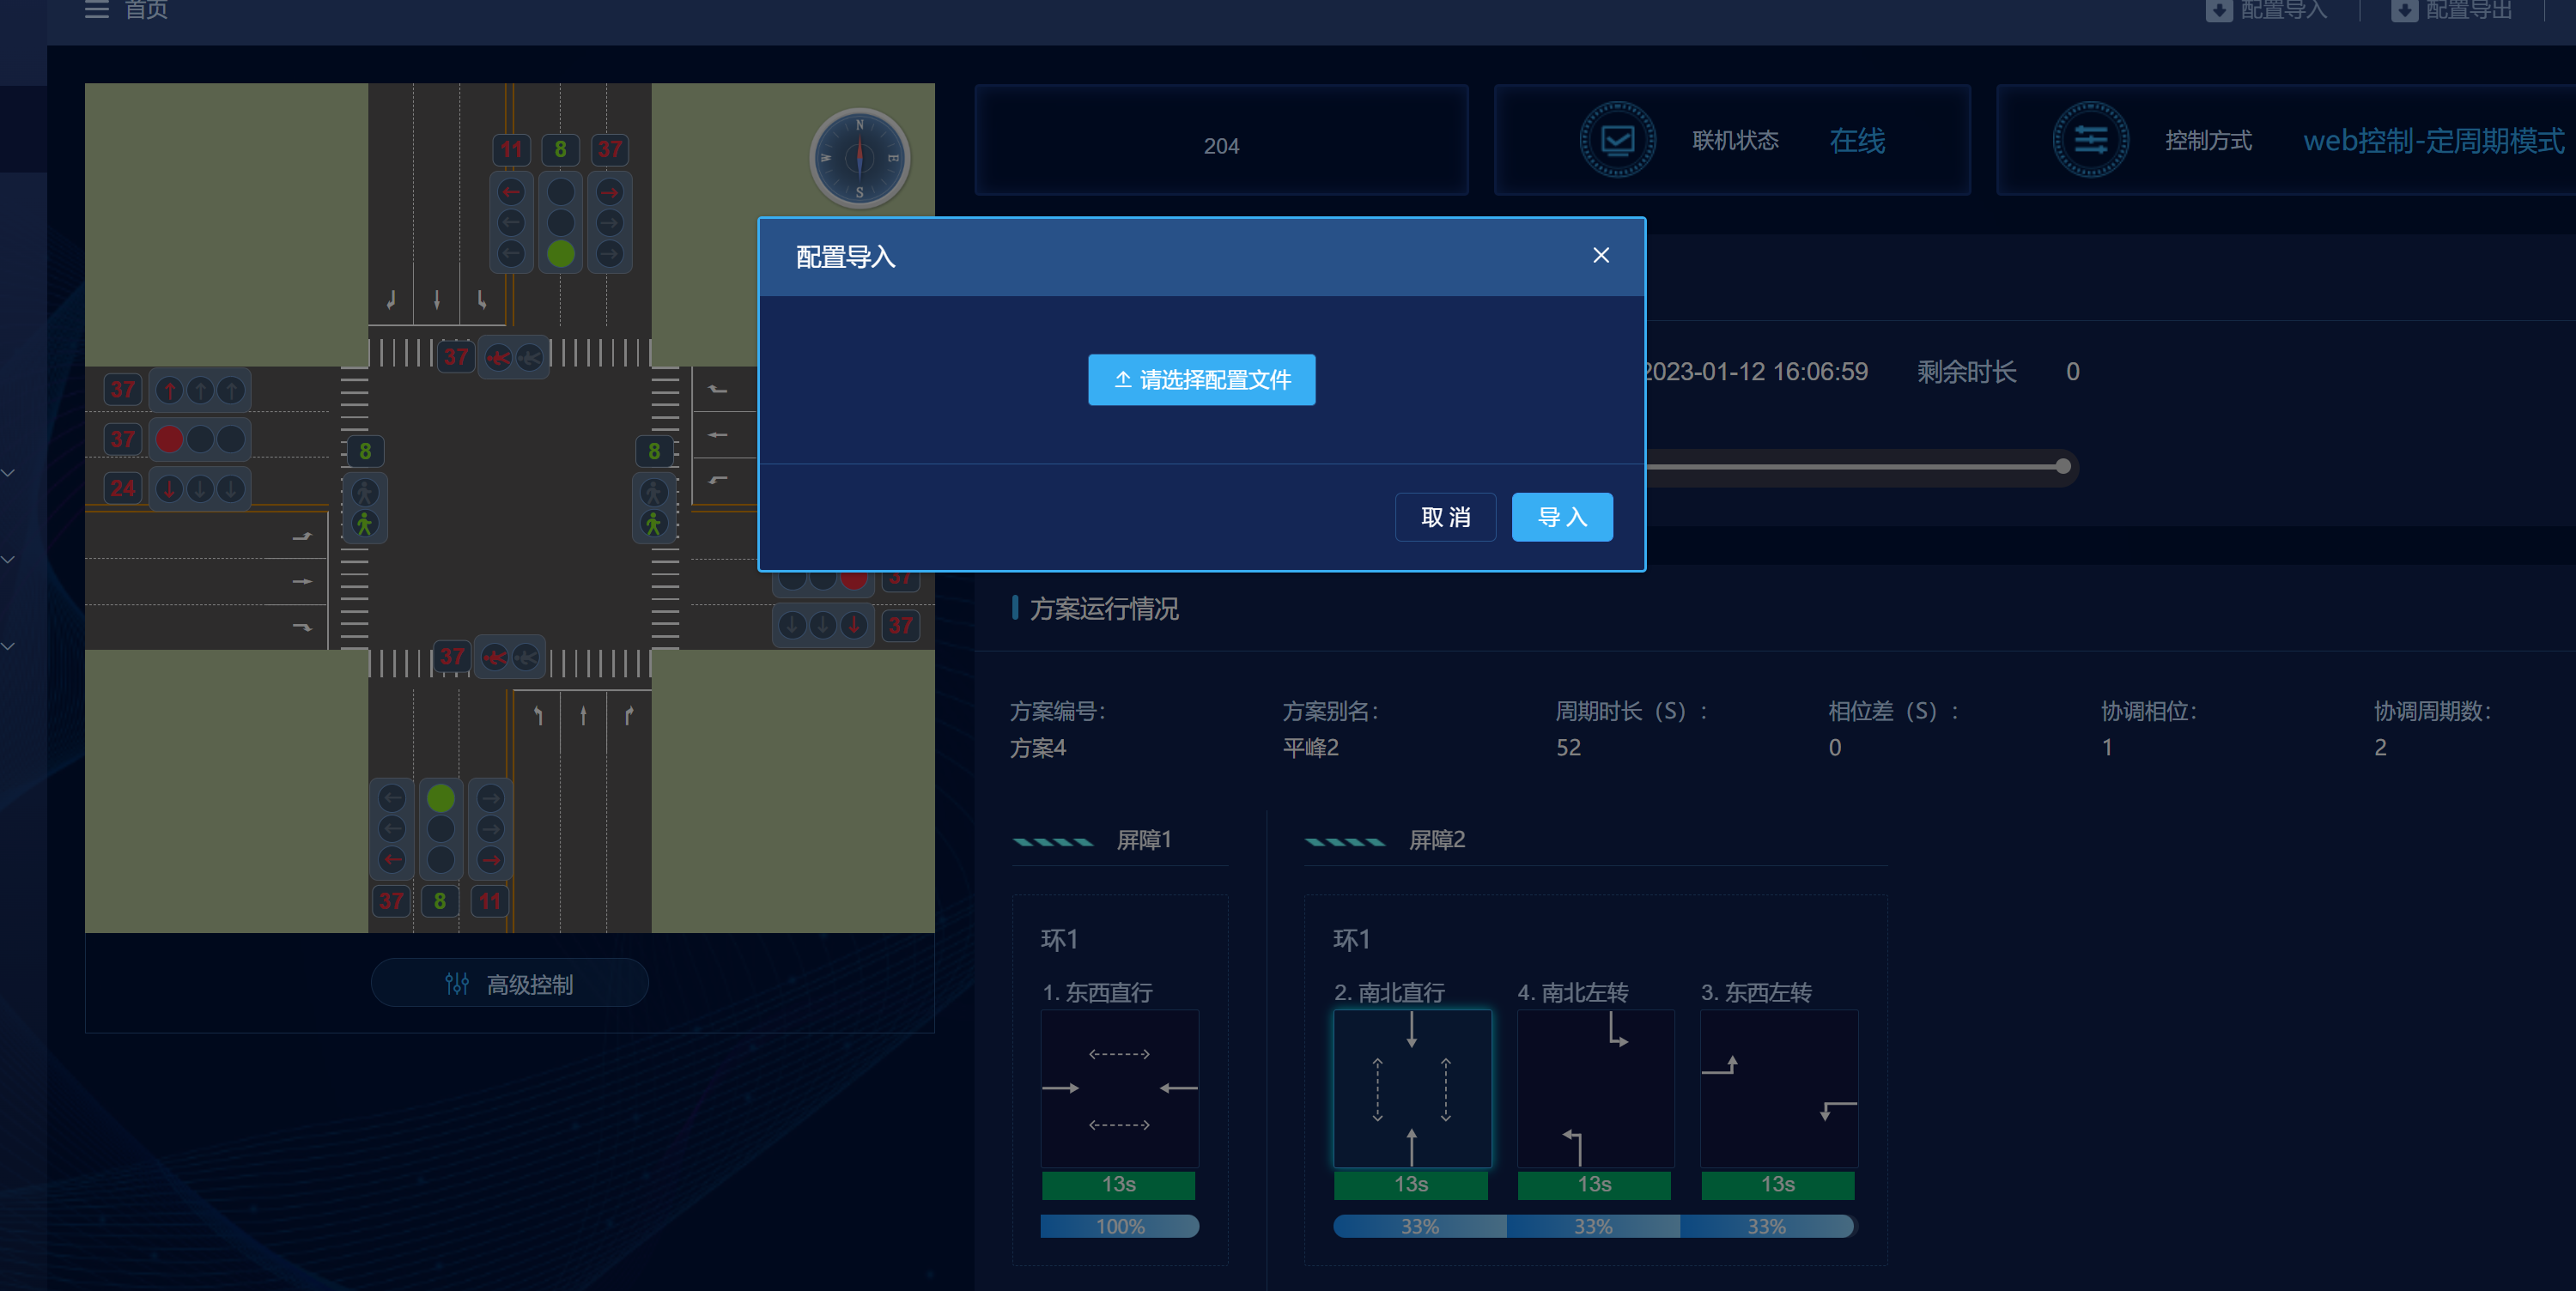 首页
配置导入
配置导出
204
联机状态 在线
控制方式 web控制-定周期模式
N
E
S
W
11 8 37
37
37
37
24
8
8
37
37
37
37 8 11
配置导入
请选择配置文件
取 消
导 入
2023-01-12 16:06:59 剩余时长 0
高级控制
方案运行情况
方案编号: 方案别名: 周期时长（S）: 相位差（S）: 协调相位: 协调周期数:
方案4 平峰2 52 0 1 2
屏障1 屏障2
环1 环1
1. 东西直行 2. 南北直行 4. 南北左转 3. 东西左转
13s 13s 13s 13s
100% 33% 33% 33%